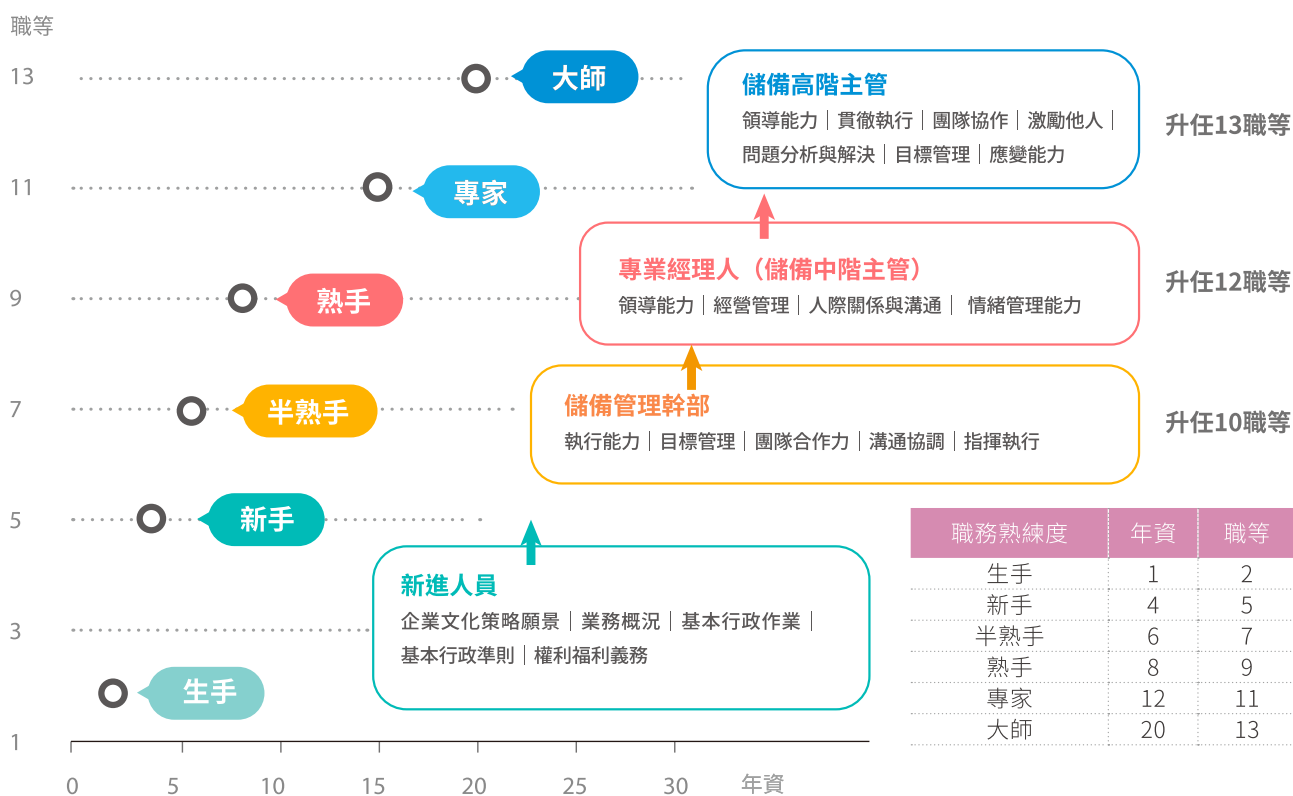 職等
13
大師
儲備高階主管
領導能力｜貫徹執行｜團隊協作｜激勵他人｜
問題分析與解決｜目標管理｜應變能力
升任13職等
11
專家
專業經理人（儲備中階主管）
領導能力｜經營管理｜人際關係與溝通｜ 情緒管理能力
升任12職等
9
熟手
儲備管理幹部
執行能力｜目標管理｜團隊合作力｜溝通協調｜指揮執行
升任10職等
7
半熟手
5
新手
新進人員
企業文化策略願景｜業務概況｜基本行政作業｜
基本行政準則｜權利福利義務
3
生手
1
0 5 10 15 20 25 30 年資
職務熟練度 年資 職等
生手 1 2
新手 4 5
半熟手 6 7
熟手 8 9
專家 12 11
大師 20 13